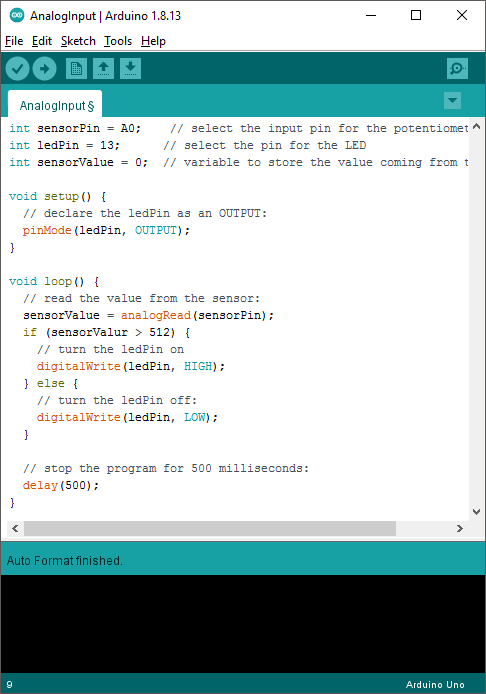 AnalogInput | Arduino 1.8.13
File Edit Sketch Tools Help
AnalogInput §
int sensorPin = A0;    // select the input pin for the potentiomet
int ledPin = 13;      // select the pin for the LED
int sensorValue = 0;  // variable to store the value coming from t
void setup() {
  // declare the ledPin as an OUTPUT:
  pinMode(ledPin, OUTPUT);
}
void loop() {
  // read the value from the sensor:
  sensorValue = analogRead(sensorPin);
  if (sensorValur > 512) {
    // turn the ledPin on
    digitalWrite(ledPin, HIGH);
  } else {
    // turn the ledPin off:
    digitalWrite(ledPin, LOW);
  }
  // stop the program for 500 milliseconds:
  delay(500);
}
Auto Format finished.
9 Arduino Uno